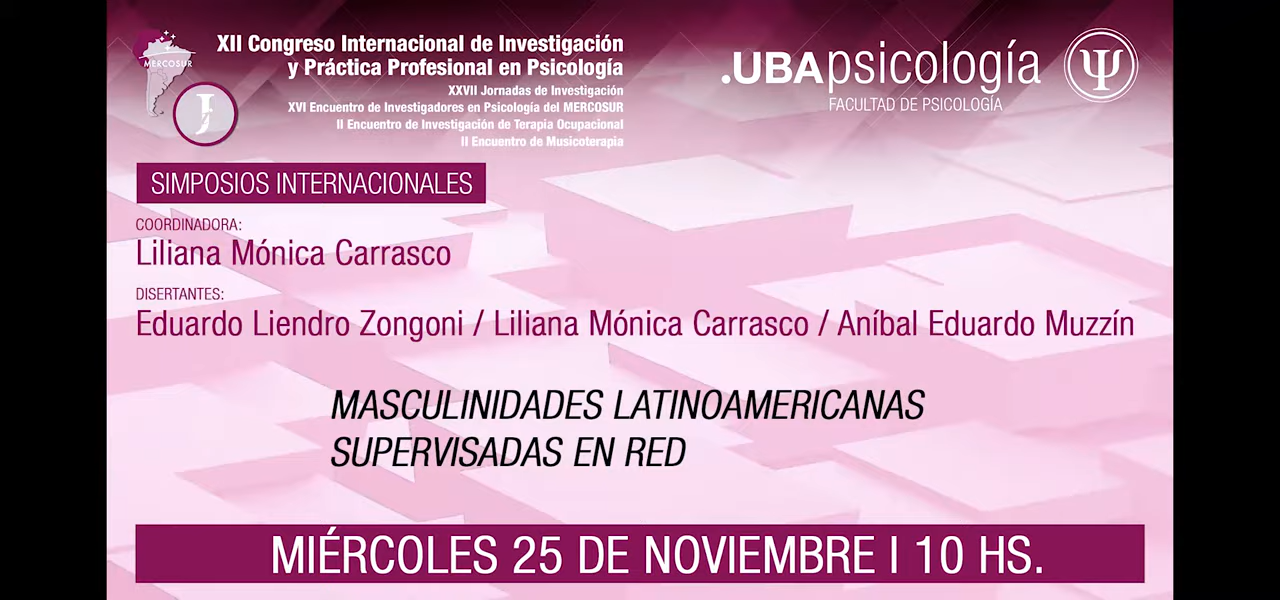 XII Congreso Internacional de Investigación
y Práctica Profesional en Psicología
XXVII Jornadas de Investigación
XVI Encuentro de Investigadores en Psicología del MERCOSUR
II Encuentro de Investigación de Terapia Ocupacional
II Encuentro de Musicoterapia
MERCOSUR
J
.UBApsicología
FACULTAD DE PSICOLOGÍA
Ψ
SIMPOSIOS INTERNACIONALES
COORDINADORA:
Liliana Mónica Carrasco
DISERTANTES:
Eduardo Liendro Zongoni / Liliana Mónica Carrasco / Aníbal Eduardo Muzzín
MASCULINIDADES LATINOAMERICANAS
SUPERVISADAS EN RED
MIÉRCOLES 25 DE NOVIEMBRE I 10 HS.